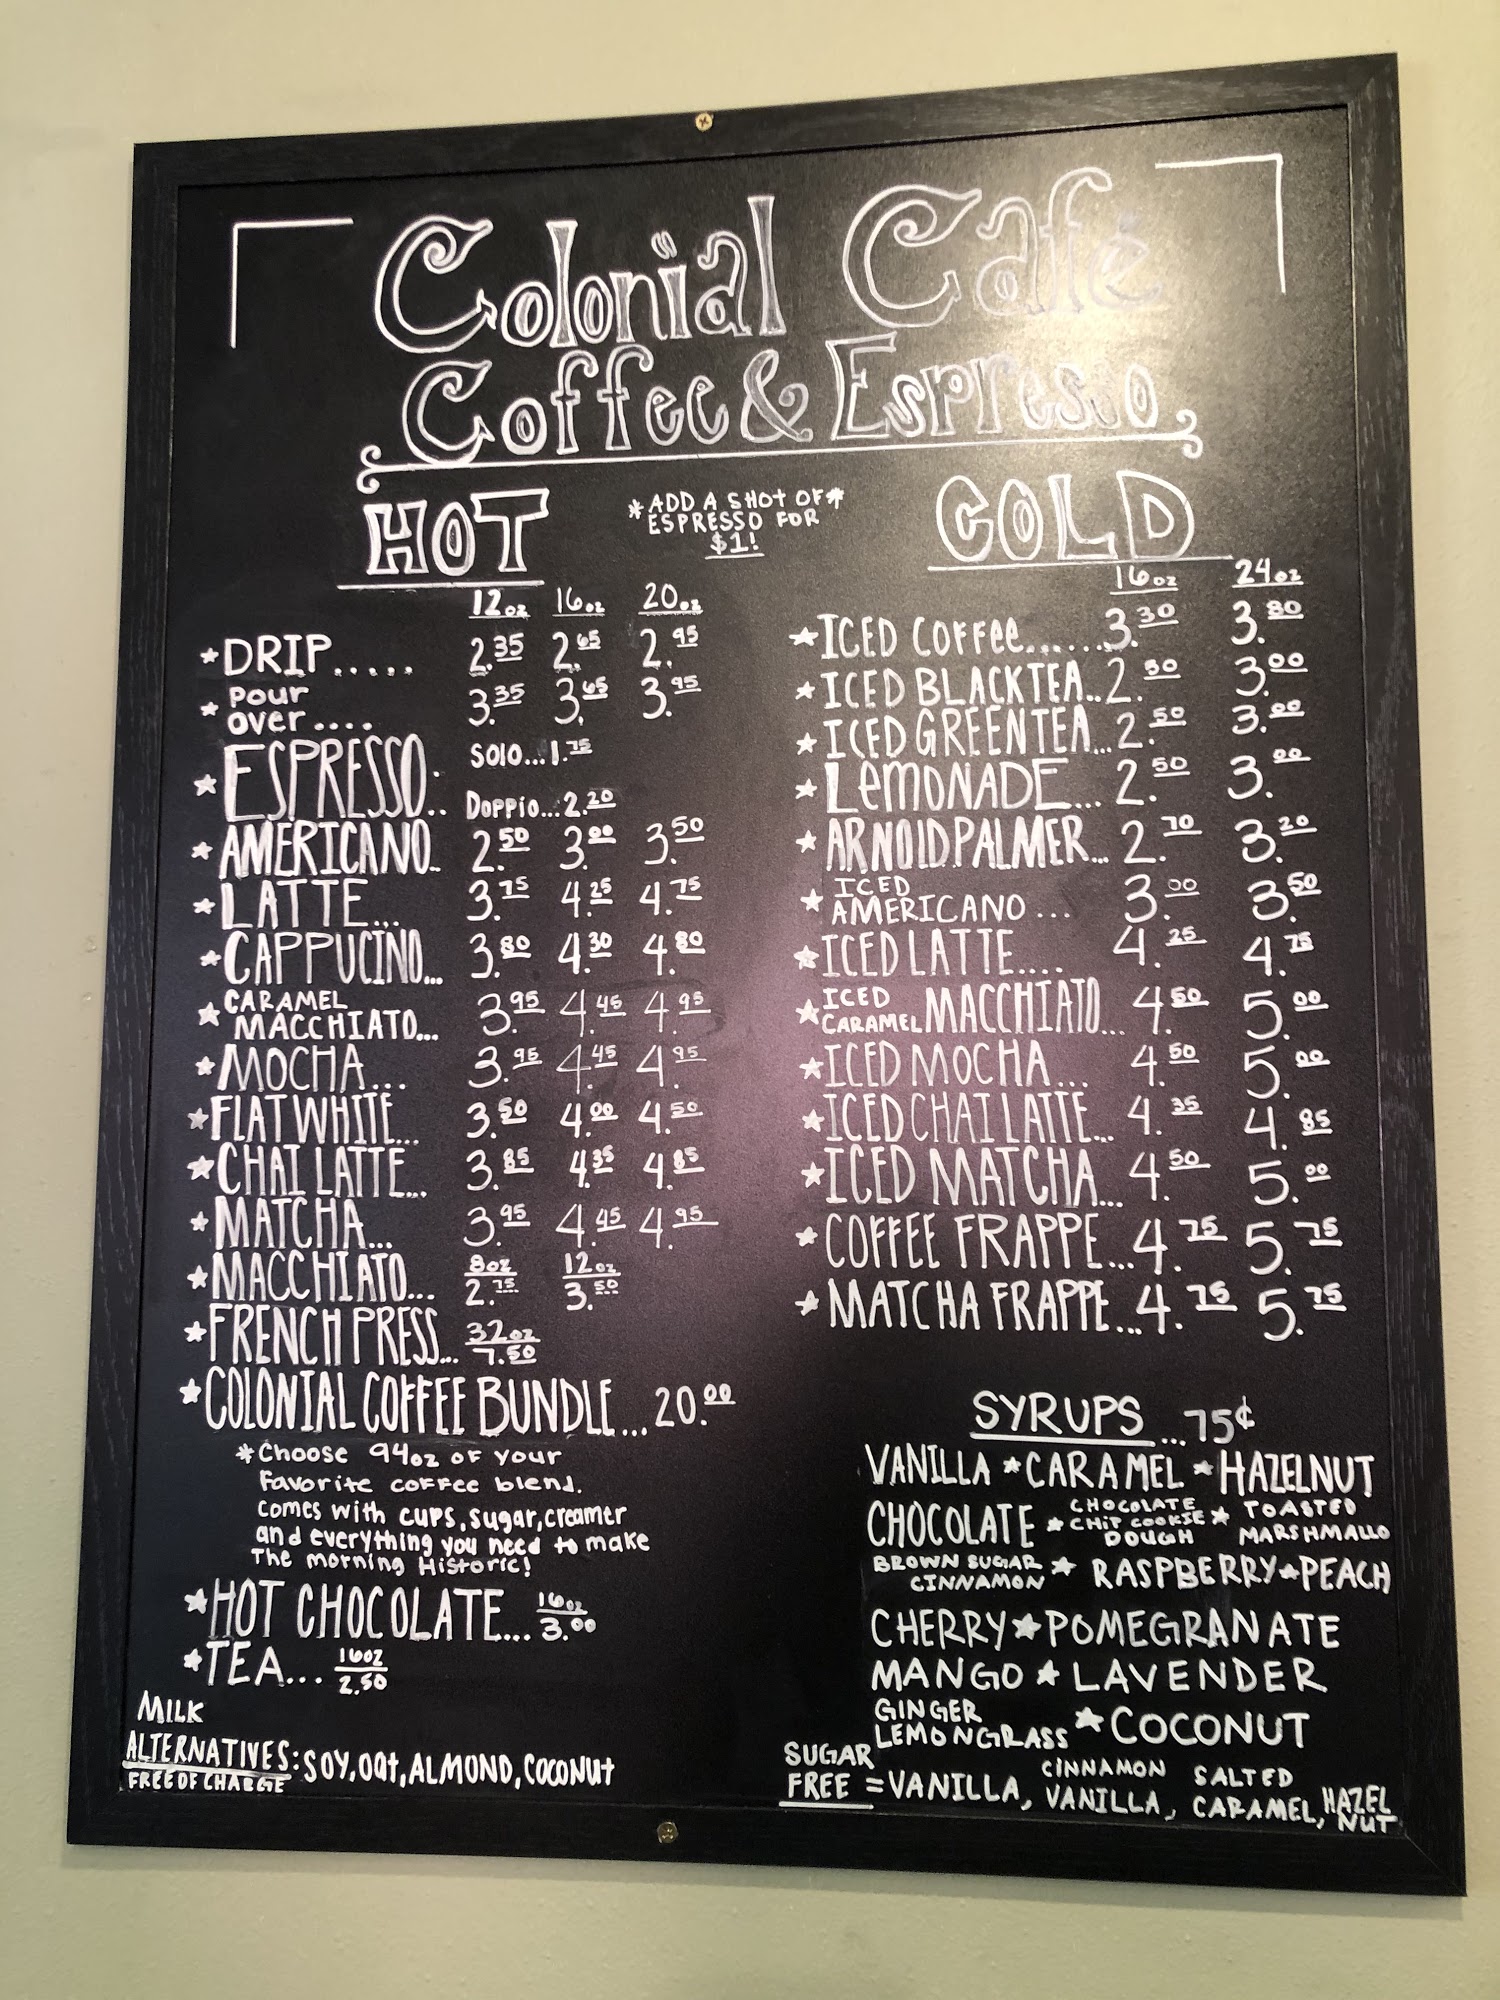 Colonial Café
Coffee & Espresso
HOT
*ADD A SHOT OF*
ESPRESSO FOR
$1!
12oz 16oz 20oz
*DRIP..... 2.35 2.65 2.95
*Pour
over.... 3.35 3.65 3.95
*ESPRESSO.. Solo...1.75
Doppio...2.20
*AMERICANO.. 2.50 3.00 3.50
*LATTE... 3.75 4.25 4.75
*CAPPUCINO... 3.80 4.30 4.80
*CARAMEL
MACCHIATO... 3.95 4.45 4.95
*MOCHA... 3.95 4.45 4.95
*FLAT WHITE... 3.50 4.00 4.50
*CHAI LATTE... 3.85 4.35 4.85
*MATCHA... 3.95 4.45 4.95
8oz 12oz
*MACCHIATO... 2.75 3.50
*FRENCH PRESS... 32oz
7.50
*COLONIAL COFFEE BUNDLE...20.00
*Choose 94oz of your
favorite coffee blend.
comes with cups, sugar, creamer
and everything you need to make
The morning Historic!
*HOT CHOCOLATE... 16oz
3.00
*TEA... 16oz
2.50
MILK
ALTERNATIVES: SOY, Oat, ALMOND, COCONUt
FREE OF CHARGE
COLD
16oz 24oz
*ICED COFFee......3.30 3.80
*ICED BLACK TEA..2.50 3.00
*ICED GREEN TEA...2.50 3.00
*LeMONADE...2.50 3.00
*ARNOLD PALMER...2.70 3.20
*ICED
AMERICANO ... 3.00 3.50
*ICED LATTE.... 4.25 4.75
*ICED
CARAMEL MACCHIATO... 4.50 5.00
*ICED MOCHA... 4.50 5.00
*ICED CHAI LATTE... 4.35 4.85
*ICED MATCHA... 4.50 5.00
*COFFEE FRAPPE...4.75 5.75
*MATCHA FRAPPE...4.75 5.75
SYRUPS...75¢
VANILLA * CARAMEL * HAZELNUT
CHOCOLATE * CHOCOLATE CHIP COOKIE DOUGH * TOASTED MARSHMALLO
BROWN SUGAR CINNAMON * RASPBERRY * PEACH
CHERRY * POMEGRANATE
MANGO * LAVENDER
GINGER LEMONGRASS * COCONUT
SUGAR FREE = VANILLA, CINNAMON VANILLA, SALTED CARAMEL, HAZEL NUT